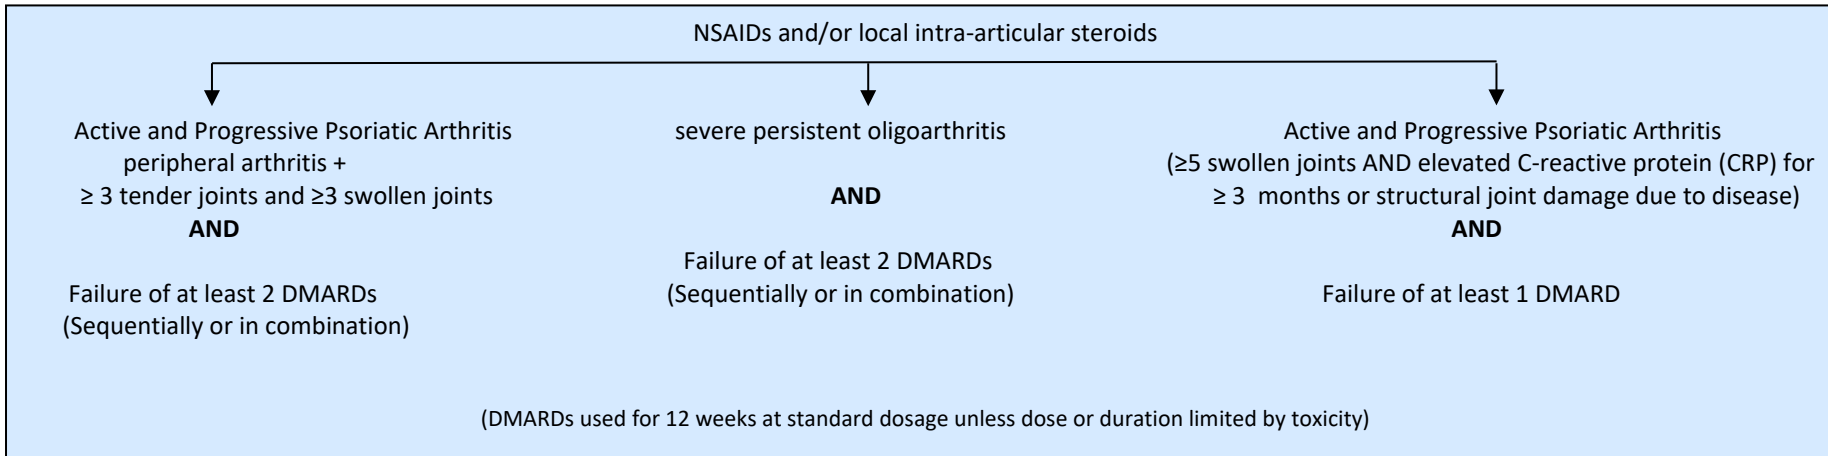 NSAIDs and/or local intra-articular steroids
Active and Progressive Psoriatic Arthritis
peripheral arthritis +
≥ 3 tender joints and ≥3 swollen joints
AND
Failure of at least 2 DMARDs
(Sequentially or in combination)
severe persistent oligoarthritis
AND
Failure of at least 2 DMARDs
(Sequentially or in combination)
Active and Progressive Psoriatic Arthritis
(≥5 swollen joints AND elevated C-reactive protein (CRP) for
≥ 3 months or structural joint damage due to disease)
AND
Failure of at least 1 DMARD
(DMARDs used for 12 weeks at standard dosage unless dose or duration limited by toxicity)